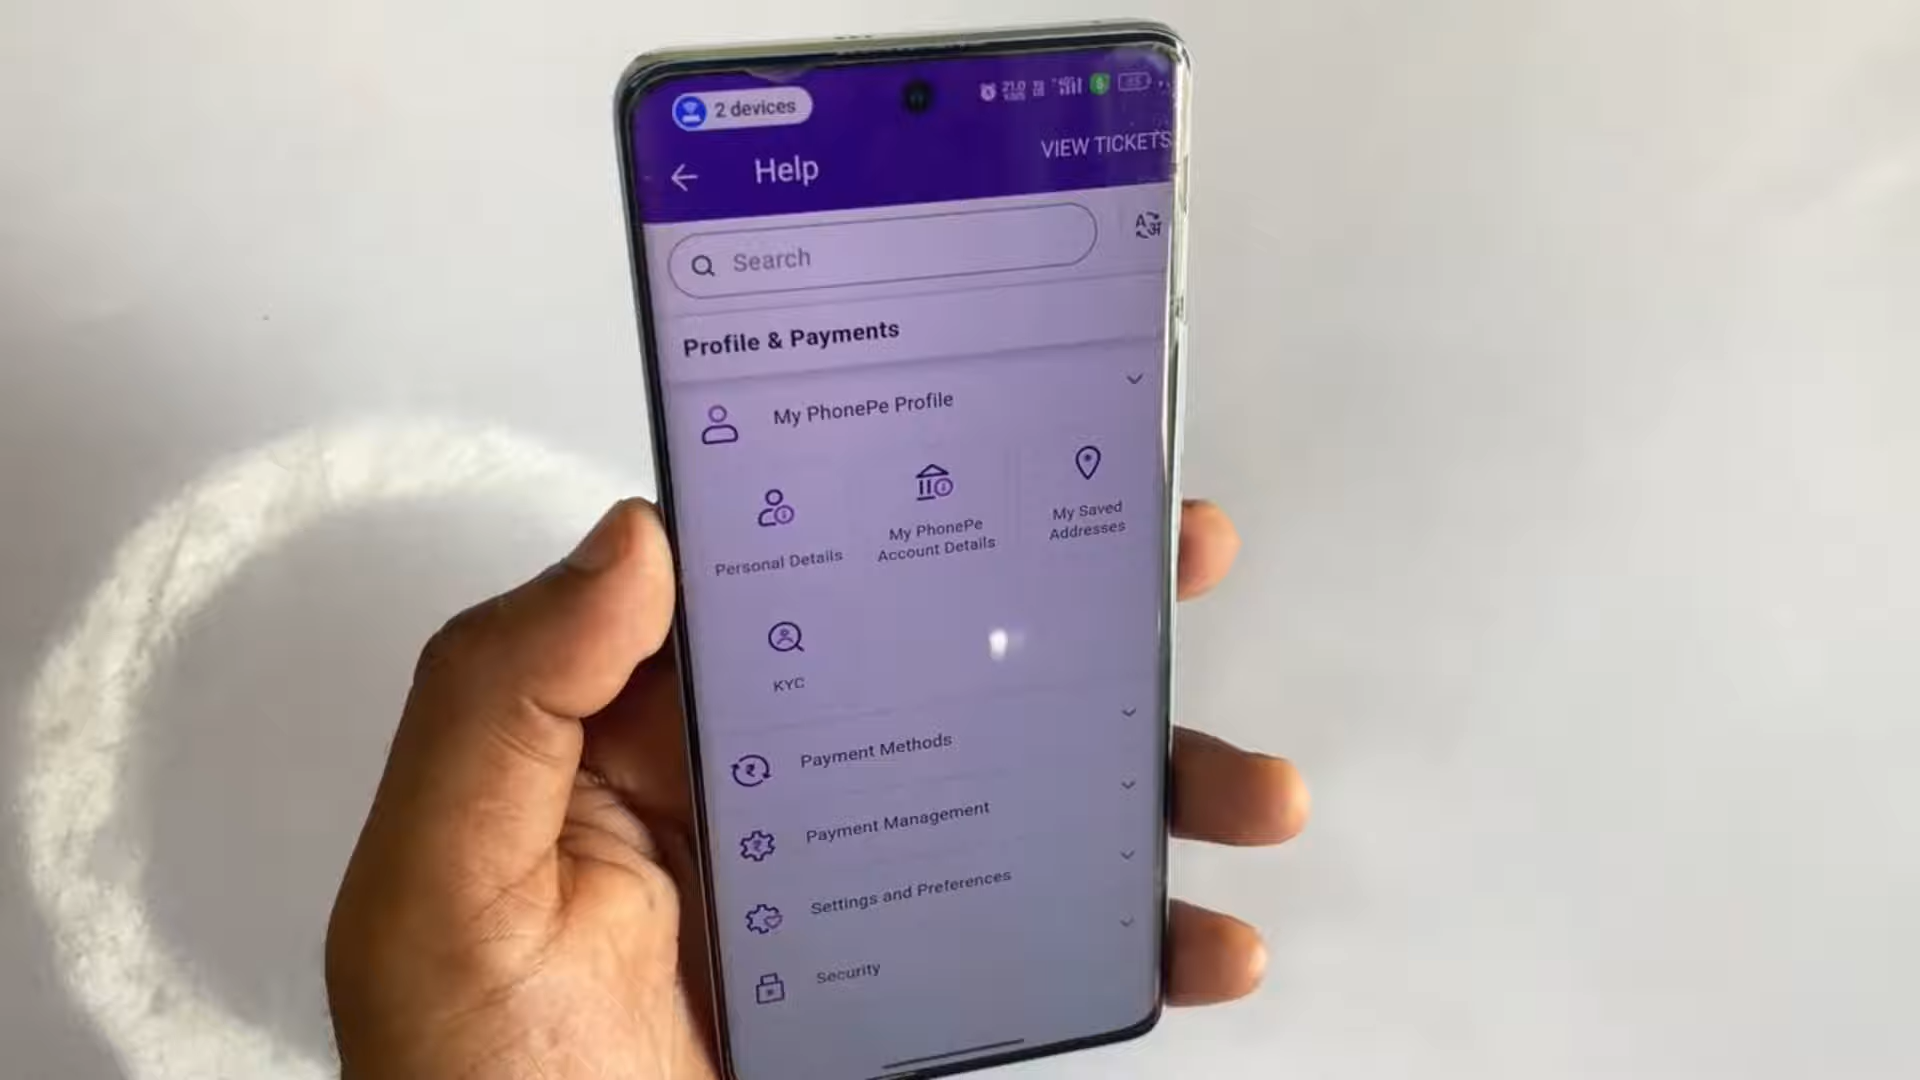 2 devices
Help
VIEW TICKETS
Search
Profile & Payments
My PhonePe Profile
Personal Details
My PhonePe
Account Details
My Saved
Addresses
KYC
Payment Methods
Payment Management
Settings and Preferences
Security